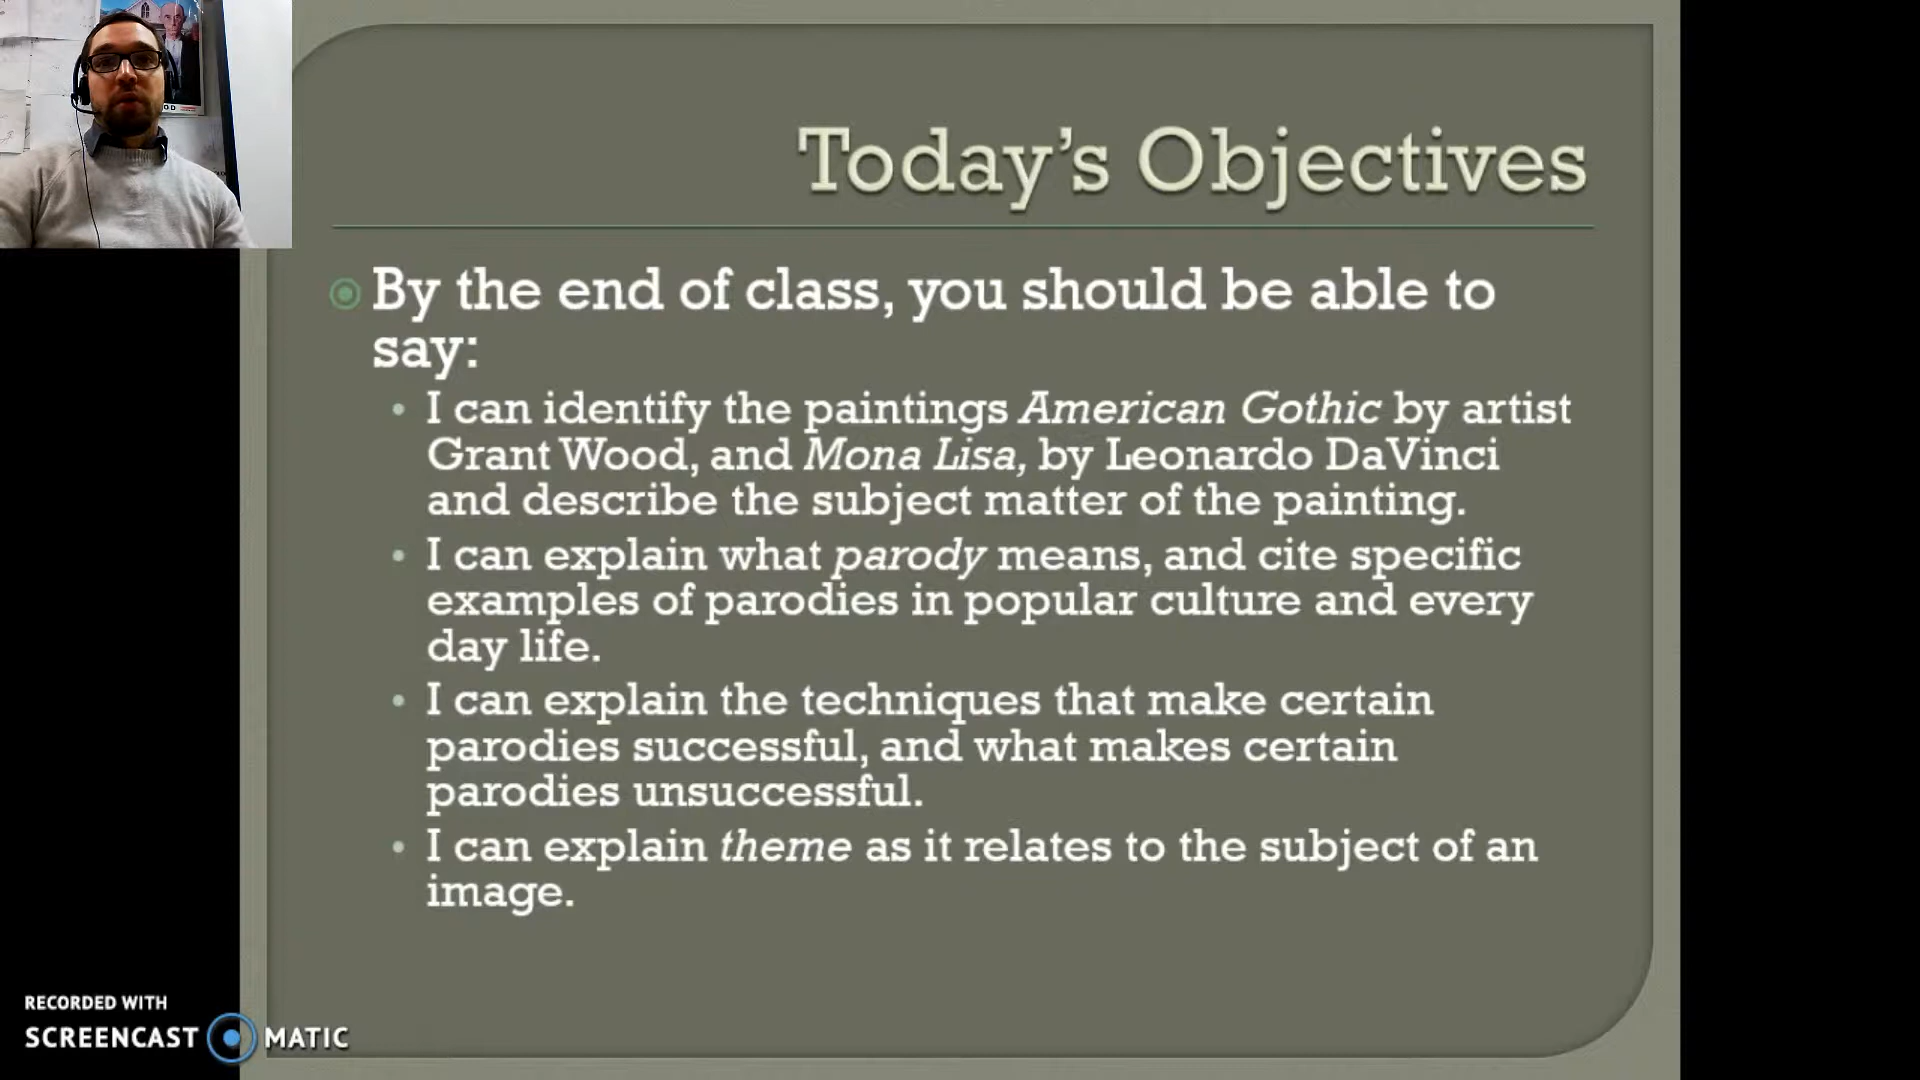 Today's Objectives
By the end of class, you should be able to
say:
I can identify the paintings American Gothic by artist
Grant Wood, and Mona Lisa, by Leonardo DaVinci
and describe the subject matter of the painting.
I can explain what parody means, and cite specific
examples of parodies in popular culture and every
day life.
I can explain the techniques that make certain
parodies successful, and what makes certain
parodies unsuccessful.
I can explain theme as it relates to the subject of an
image.
RECORDED WITH
SCREENCAST MATIC